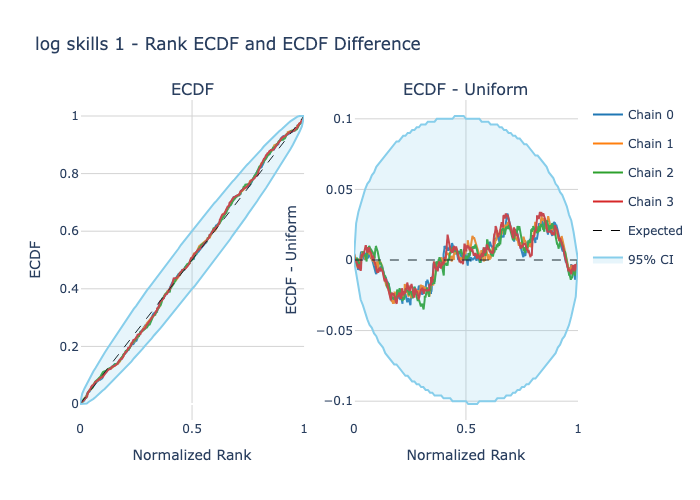 log skills 1 - Rank ECDF and ECDF Difference
ECDF
ECDF - Uniform
ECDF
1
0.8
0.6
0.4
0.2
0
0
0.5
1
Normalized Rank
ECDF - Uniform
0.1
0.05
0
−0.05
−0.1
0
0.5
1
Normalized Rank
Chain 0
Chain 1
Chain 2
Chain 3
Expected
95% CI